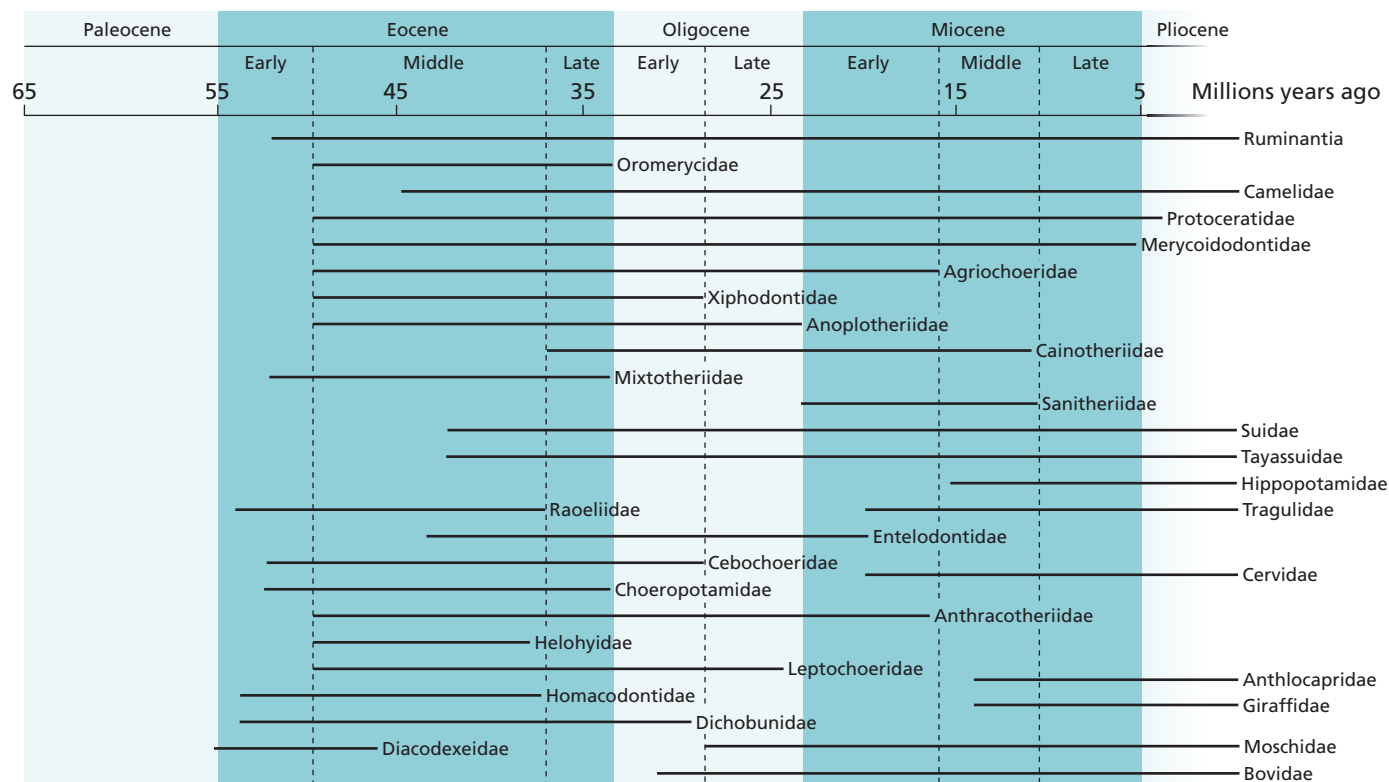 Paleocene Eocene Oligocene Miocene Pliocene
Early Middle Late Early Late Early Middle Late
65 55 45 35 25 15 5 Millions years ago
Ruminantia
Oromerycidae
Camelidae
Protoceratidae
Merycoidodontidae
Agriochoeridae
Xiphodontidae
Anoplotheriidae
Cainotheriidae
Mixtotheriidae
Sanitheriidae
Suidae
Tayassuidae
Hippopotamidae
Raoeliidae Tragulidae
Entelodontidae
Cebochoeridae
Cervidae
Choeropotamidae
Anthracotheriidae
Helohyidae
Leptochoeridae
Anthlocapridae
Homacodontidae
Giraffidae
Dichobunidae
Diacodexeidae Moschidae
Bovidae